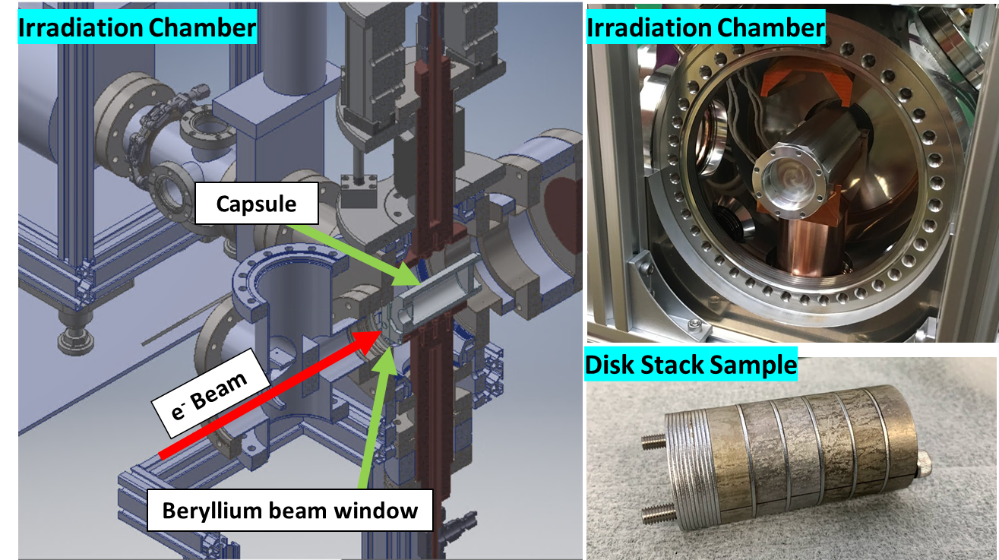 Irradiation Chamber
Irradiation Chamber
Capsule
e- Beam
Beryllium beam window
Disk Stack Sample